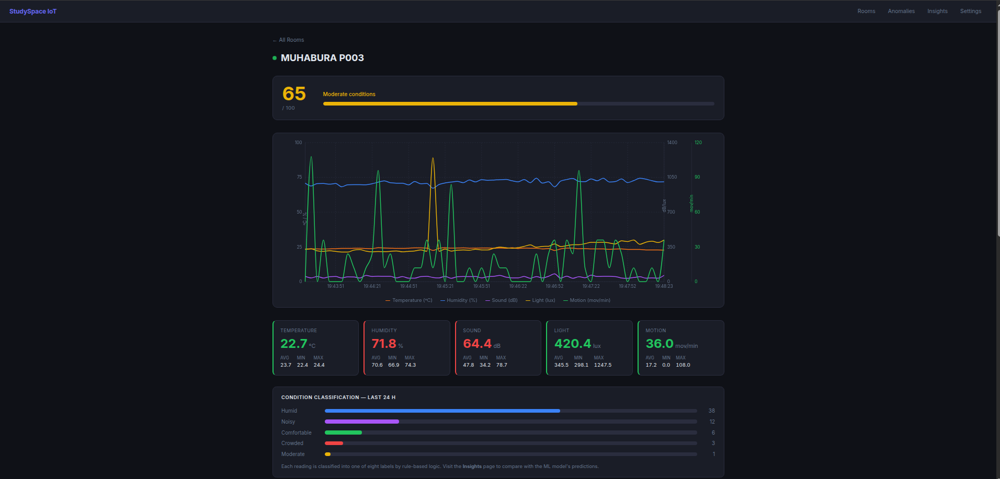 StudySpace IoT Rooms Anomalies Insights Settings
← All Rooms
MUHABURA P003
65
/ 100
Moderate conditions
100 1400 120
75 1050 90
50 700 60
25 350 30
0 0 0
°C / %
dB/lux
mov/min
19:43:51 19:44:21 19:44:51 19:45:21 19:45:51 19:46:22 19:46:52 19:47:22 19:47:52 19:48:23
Temperature (°C) Humidity (%) Sound (dB) Light (lux) Motion (mov/min)
TEMPERATURE
22.7 °C
AVG MIN MAX
23.7 22.4 24.4
HUMIDITY
71.8 %
AVG MIN MAX
70.6 66.9 74.3
SOUND
64.4 dB
AVG MIN MAX
47.8 34.2 78.7
LIGHT
420.4 lux
AVG MIN MAX
345.5 298.1 1247.5
MOTION
36.0 mov/min
AVG MIN MAX
17.2 0.0 108.0
CONDITION CLASSIFICATION — LAST 24 H
Humid 38
Noisy 12
Comfortable 6
Crowded 3
Moderate 1
Each reading is classified into one of eight labels by rule-based logic. Visit the Insights page to compare with the ML model's predictions.